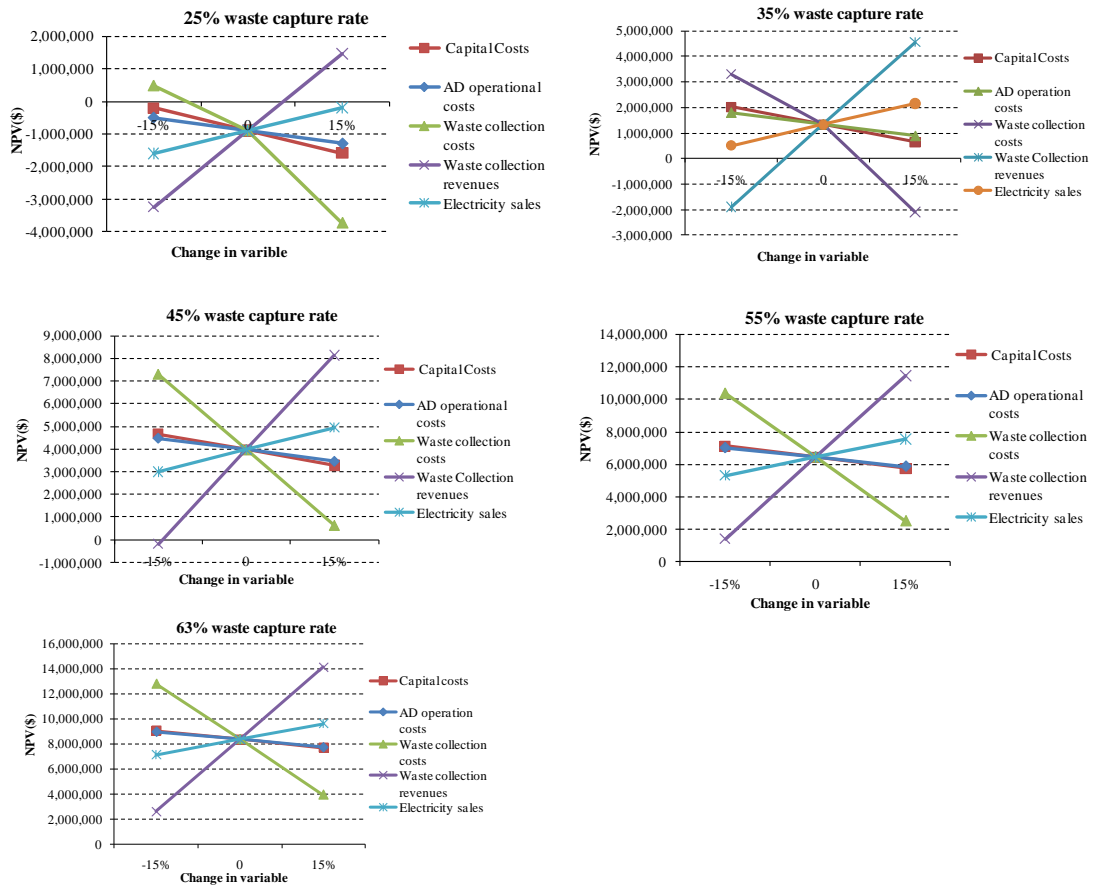 25% waste capture rate
2,000,000
1,000,000
0
-1,000,000
-2,000,000
-3,000,000
-4,000,000
NPV($)
-15%
0
15%
Change in varible
Capital Costs
AD operational
costs
Waste collection
costs
Waste collection
revenues
Electricity sales
35% waste capture rate
5,000,000
4,000,000
3,000,000
2,000,000
1,000,000
0
-1,000,000
-2,000,000
-3,000,000
NPV($)
-15%
0
15%
Change in variable
Capital Costs
AD operation
costs
Waste collection
costs
Waste Collection
revenues
Electricity sales
45% waste capture rate
9,000,000
8,000,000
7,000,000
6,000,000
5,000,000
4,000,000
3,000,000
2,000,000
1,000,000
0
-1,000,000
NPV($)
-15%
0
15%
Change in variable
Capital Costs
AD operational
costs
Waste collection
costs
Waste Collection
revenues
Electricity sales
55% waste capture rate
14,000,000
12,000,000
10,000,000
8,000,000
6,000,000
4,000,000
2,000,000
0
NPV($)
-15%
0
15%
Change in variable
Capital Costs
AD operational
costs
Waste collection
costs
Waste collection
revenues
Electricity sales
63% waste capture rate
16,000,000
14,000,000
12,000,000
10,000,000
8,000,000
6,000,000
4,000,000
2,000,000
0
NPV($)
-15%
0
15%
Change in variable
Capital costs
AD operation
costs
Waste collection
costs
Waste collection
revenues
Electricity sales